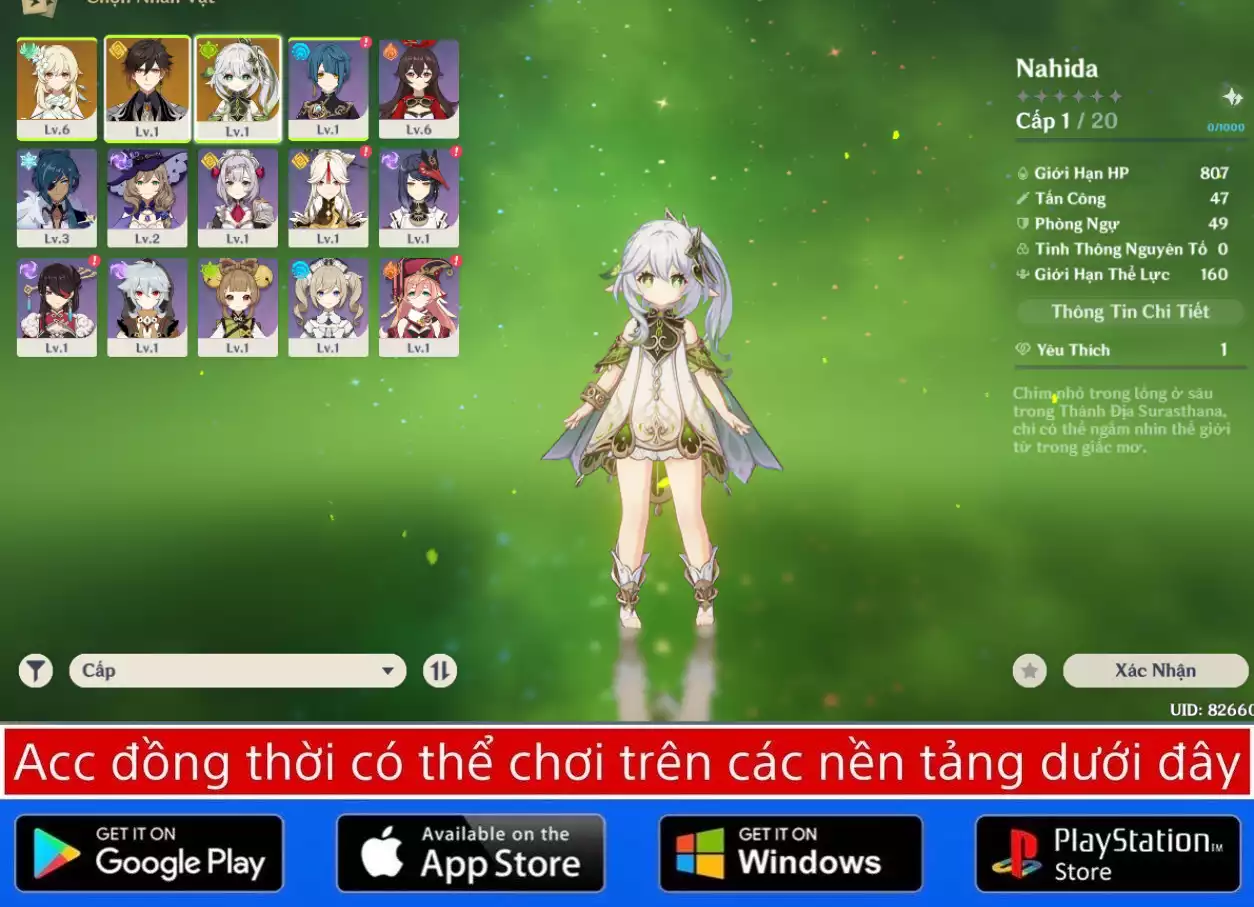 Chọn Nhân Vật
Lv.6
Lv.1
Lv.1
Lv.1
Lv.6
Lv.3
Lv.2
Lv.1
Lv.1
Lv.1
Lv.1
Lv.1
Lv.1
Lv.1
Lv.1
Nahida
Cấp 1 / 20
0/1000
Giới Hạn HP 807
Tấn Công 47
Phòng Ngự 49
Tinh Thông Nguyên Tố 0
Giới Hạn Thể Lực 160
Thông Tin Chi Tiết
Yêu Thích 1
Chim nhỏ trong lồng ở sâu
trong Thánh Địa Surasthana,
chỉ có thể ngắm nhìn thế giới
từ trong giấc mơ.
Cấp
Xác Nhận
UID: 82660
Acc đồng thời có thể chơi trên các nền tảng dưới đây
GET IT ON
Google Play
Available on the
App Store
GET IT ON
Windows
PlayStation TM
Store